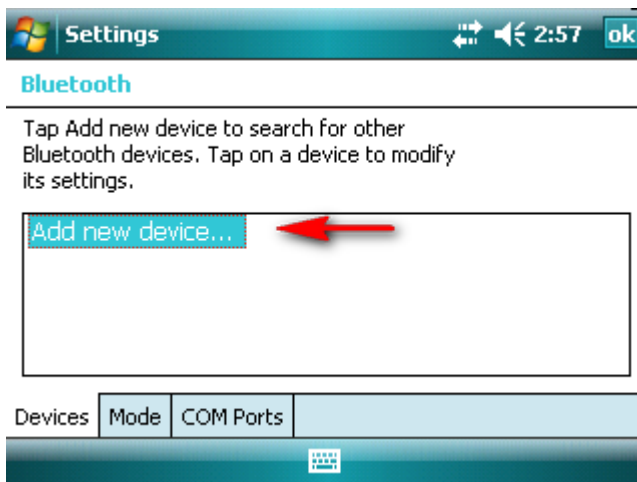 Settings 2:57 ok
Bluetooth
Tap Add new device to search for other
Bluetooth devices. Tap on a device to modify
its settings.
Add new device...
Devices Mode COM Ports